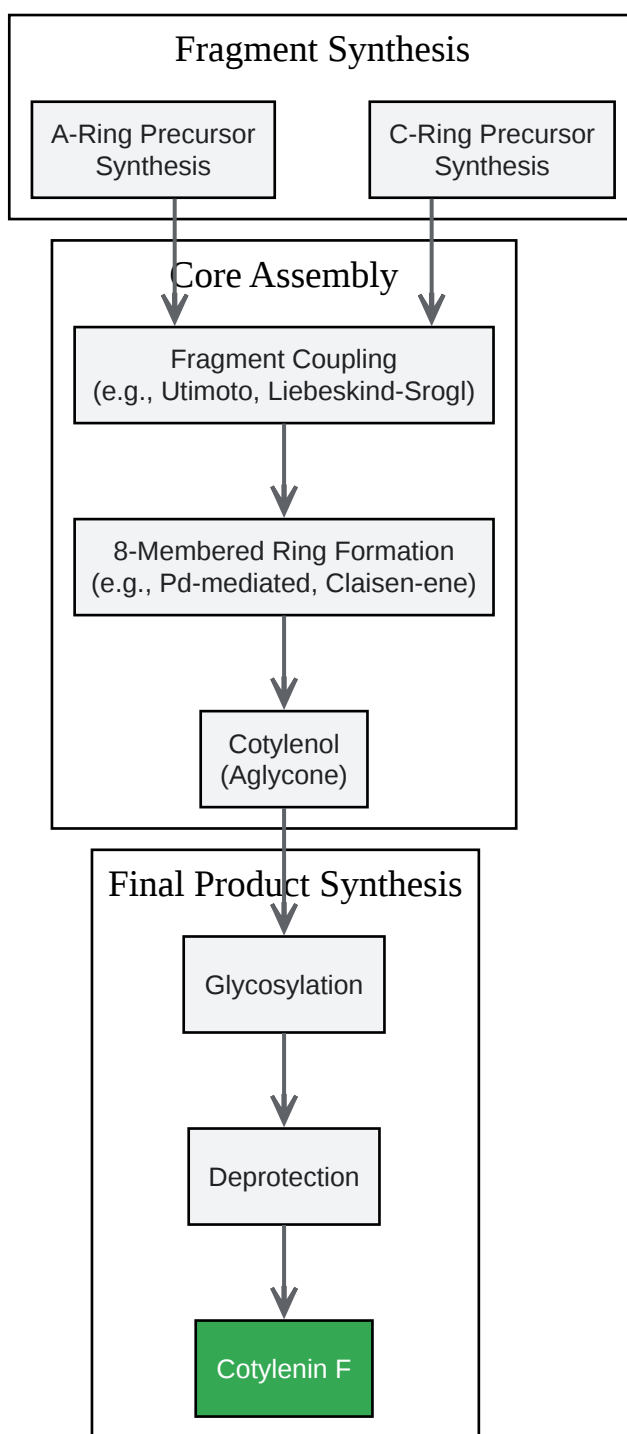 Fragment Synthesis
A-Ring Precursor
Synthesis
C-Ring Precursor
Synthesis
Core Assembly
Fragment Coupling
(e.g., Utimoto, Liebeskind-Srogl)
8-Membered Ring Formation
(e.g., Pd-mediated, Claisen-ene)
Cotylenol
(Aglycone)
Final Product Synthesis
Glycosylation
Deprotection
Cotylenin F